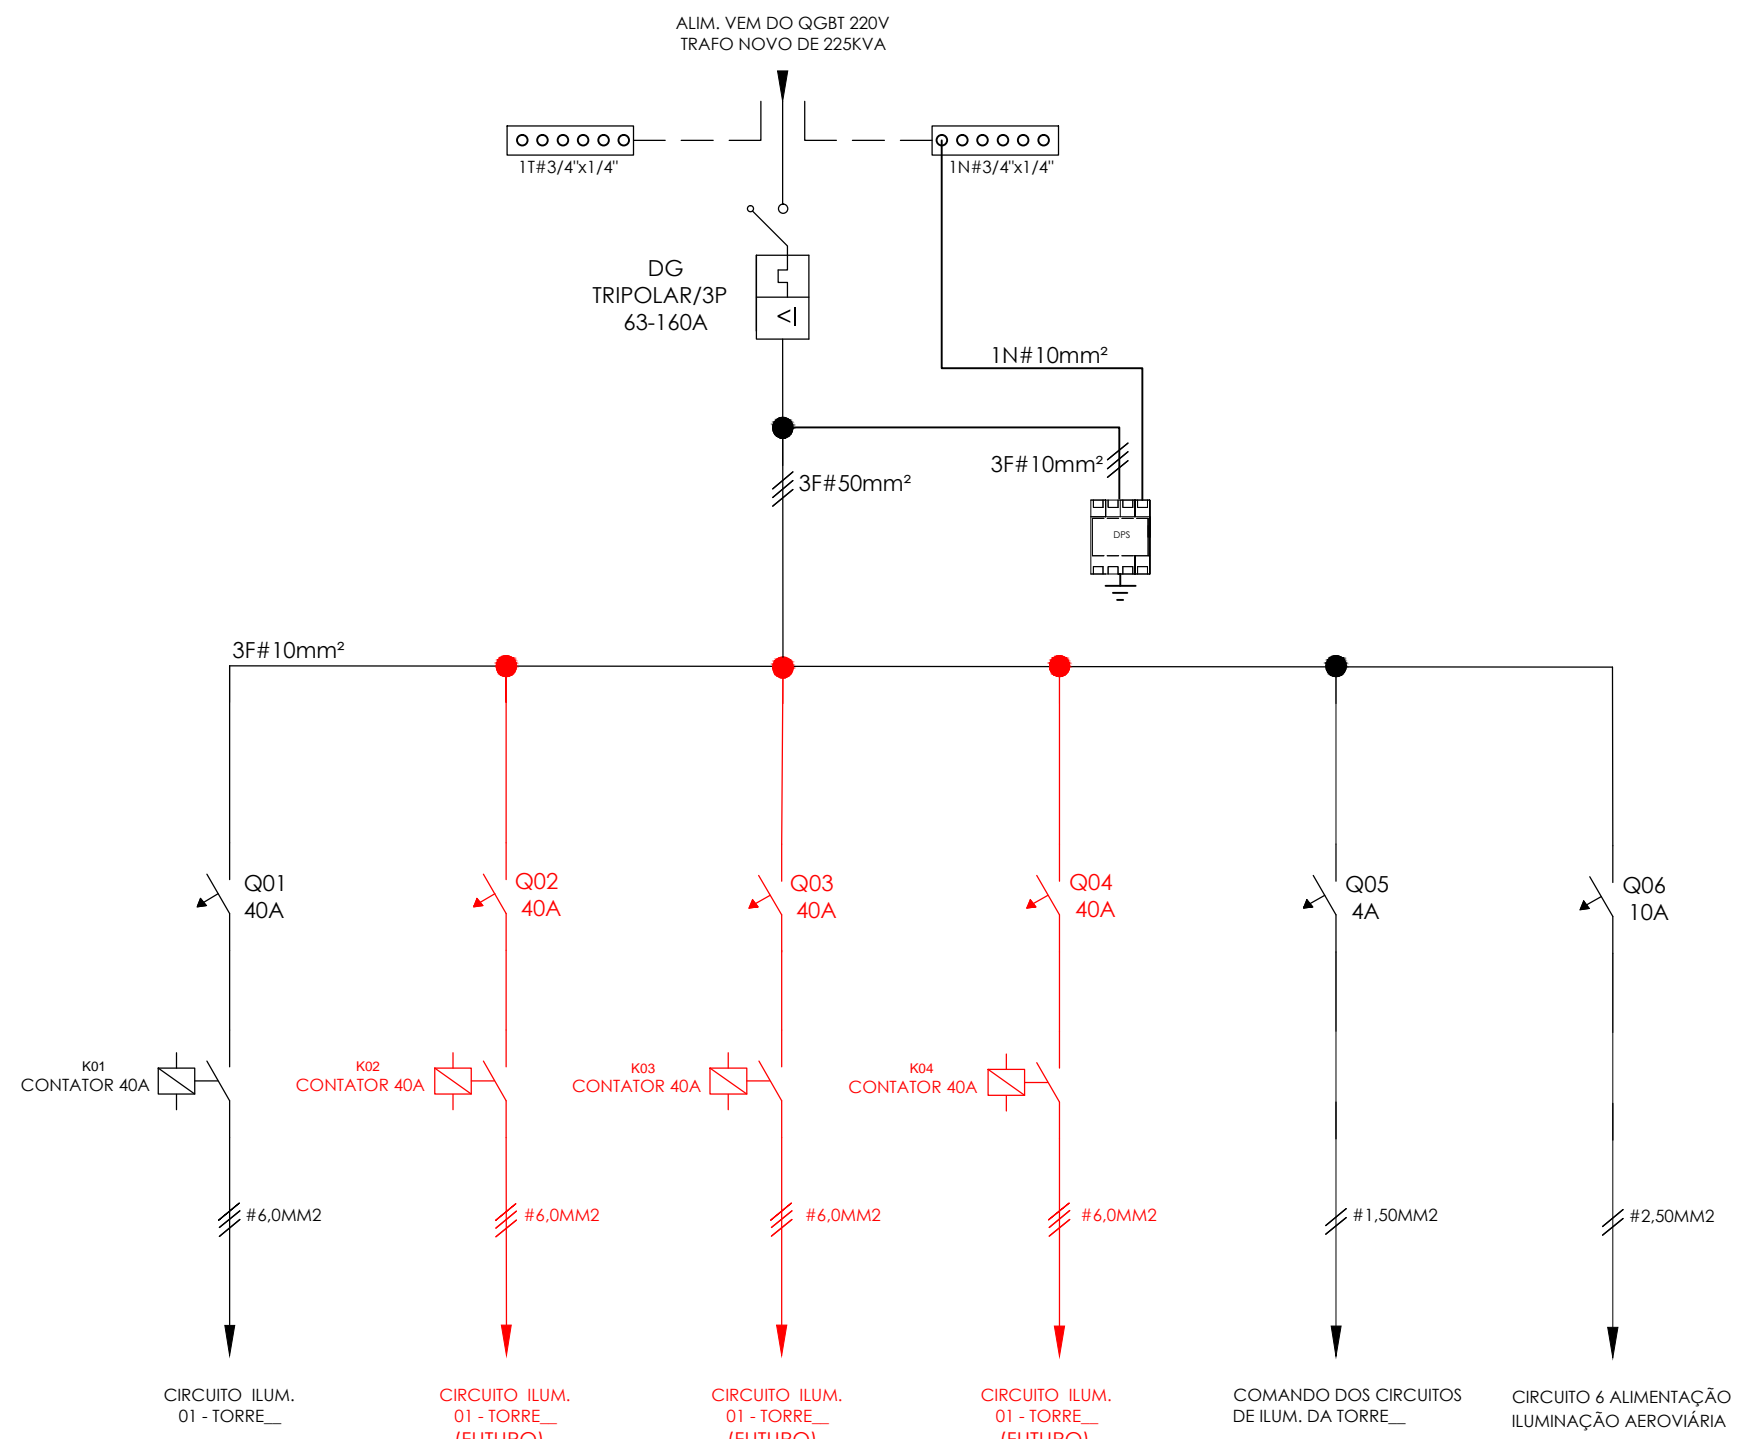 ALIM. VEM DO QGBT 220V
TRAFO NOVO DE 225KVA
1T#3/4"x1/4"
1N#3/4"x1/4"
DG
TRIPOLAR/3P
63-160A
1N#10mm²
3F#10mm²
3F#50mm²
DPS
3F#10mm²
Q01
40A
Q02
40A
Q03
40A
Q04
40A
Q05
4A
Q06
10A
K01
CONTATOR 40A
K02
CONTATOR 40A
K03
CONTATOR 40A
K04
CONTATOR 40A
#6,0MM2
#6,0MM2
#6,0MM2
#6,0MM2
#1,50MM2
#2,50MM2
CIRCUITO ILUM.
01 - TORRE__
CIRCUITO ILUM.
01 - TORRE__
(FUTURO)
CIRCUITO ILUM.
01 - TORRE__
(FUTURO)
CIRCUITO ILUM.
01 - TORRE__
(FUTURO)
COMANDO DOS CIRCUITOS
DE ILUM. DA TORRE__
CIRCUITO 6 ALIMENTAÇÃO
ILUMINAÇÃO AEROVIÁRIA